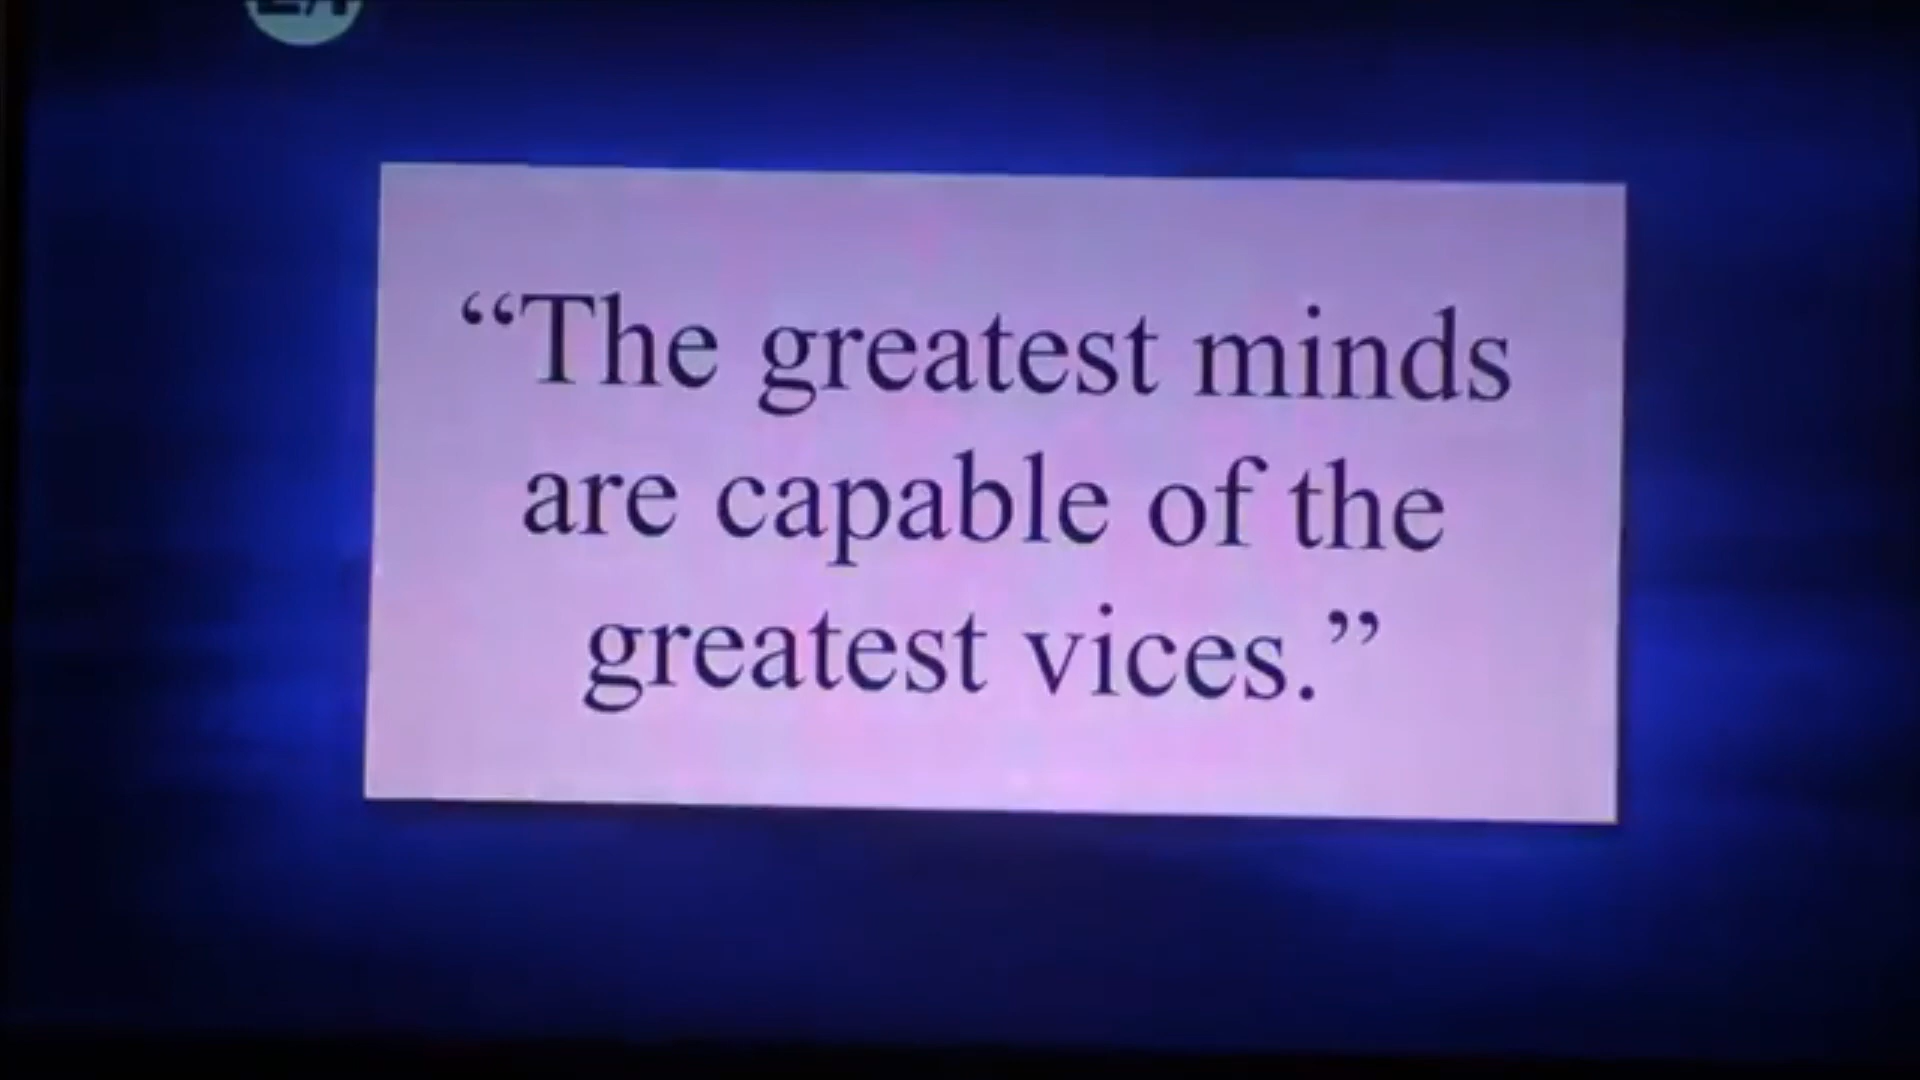 “The greatest minds
are capable of the
greatest vices.”